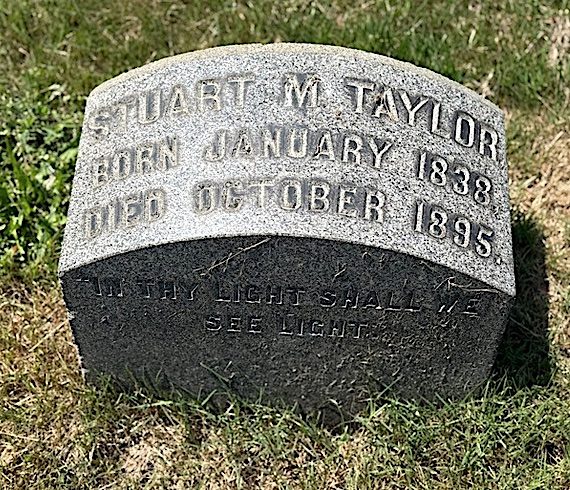 STUART M. TAYLOR
BORN JANUARY 1838.
DIED OCTOBER 1895.
"IN THY LIGHT SHALL WE
SEE LIGHT."